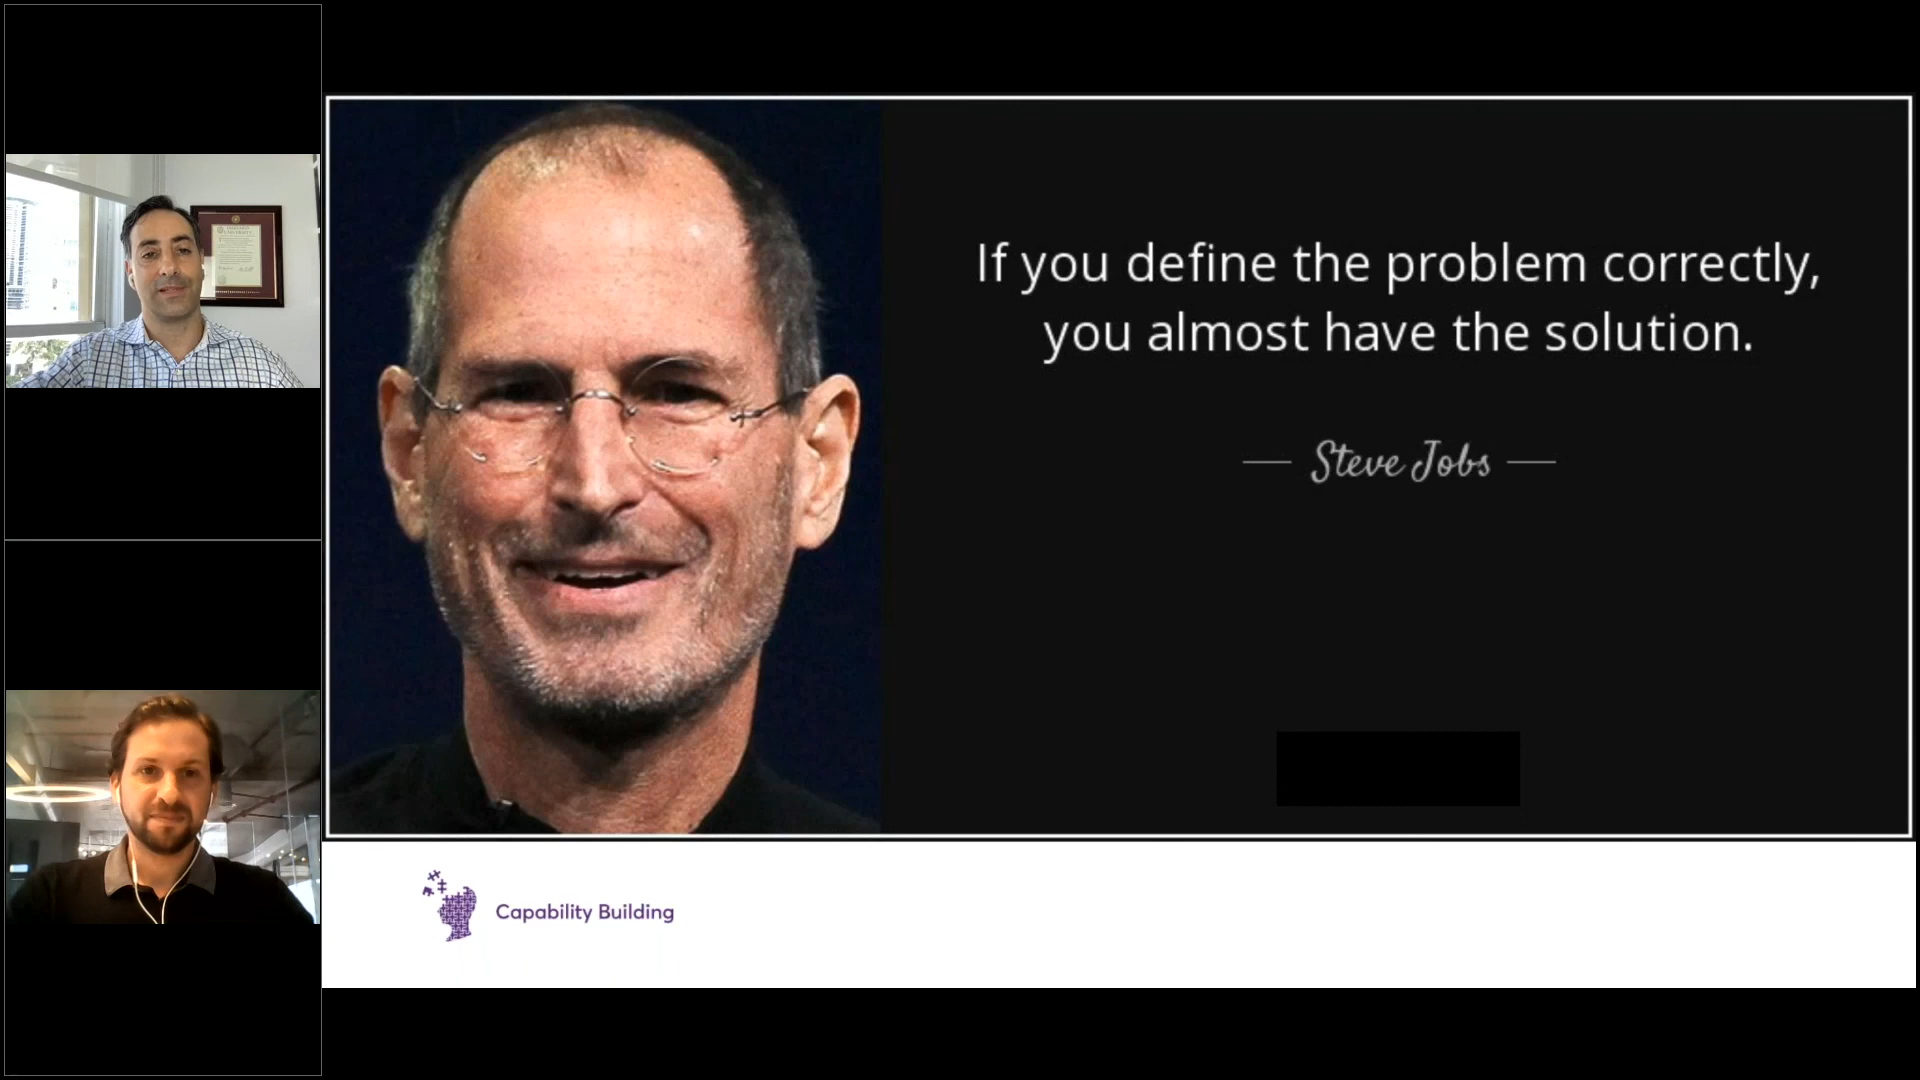 If you define the problem correctly,
you almost have the solution.
Steve Jobs
Capability Building